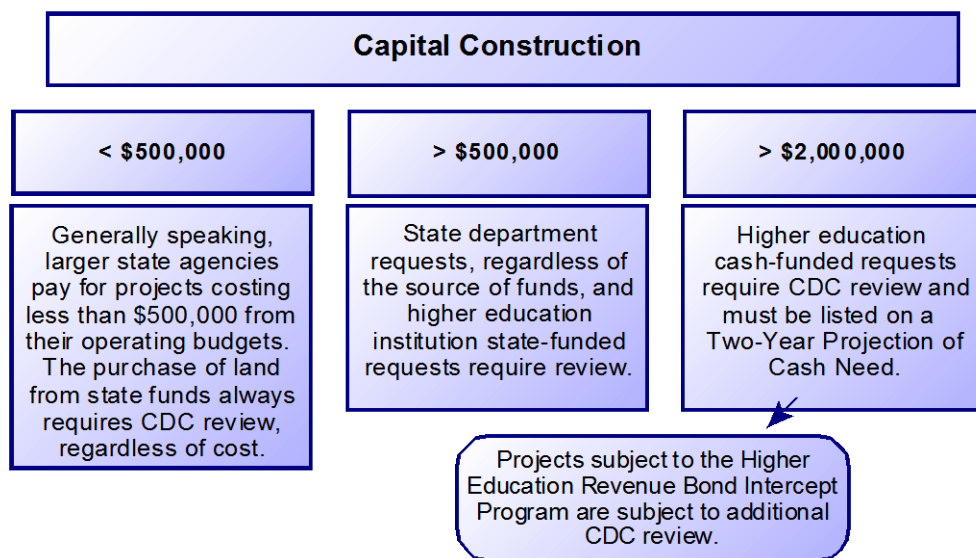 Capital Construction
< $500,000
Generally speaking,
larger state agencies
pay for projects costing
less than $500,000 from
their operating budgets.
The purchase of land
from state funds always
requires CDC review,
regardless of cost.
> $500,000
State department
requests, regardless of
the source of funds, and
higher education
institution state-funded
requests require review.
> $2,000,000
Higher education
cash-funded requests
require CDC review and
must be listed on a
Two-Year Projection of
Cash Need.
Projects subject to the Higher
Education Revenue Bond Intercept
Program are subject to additional
CDC review.